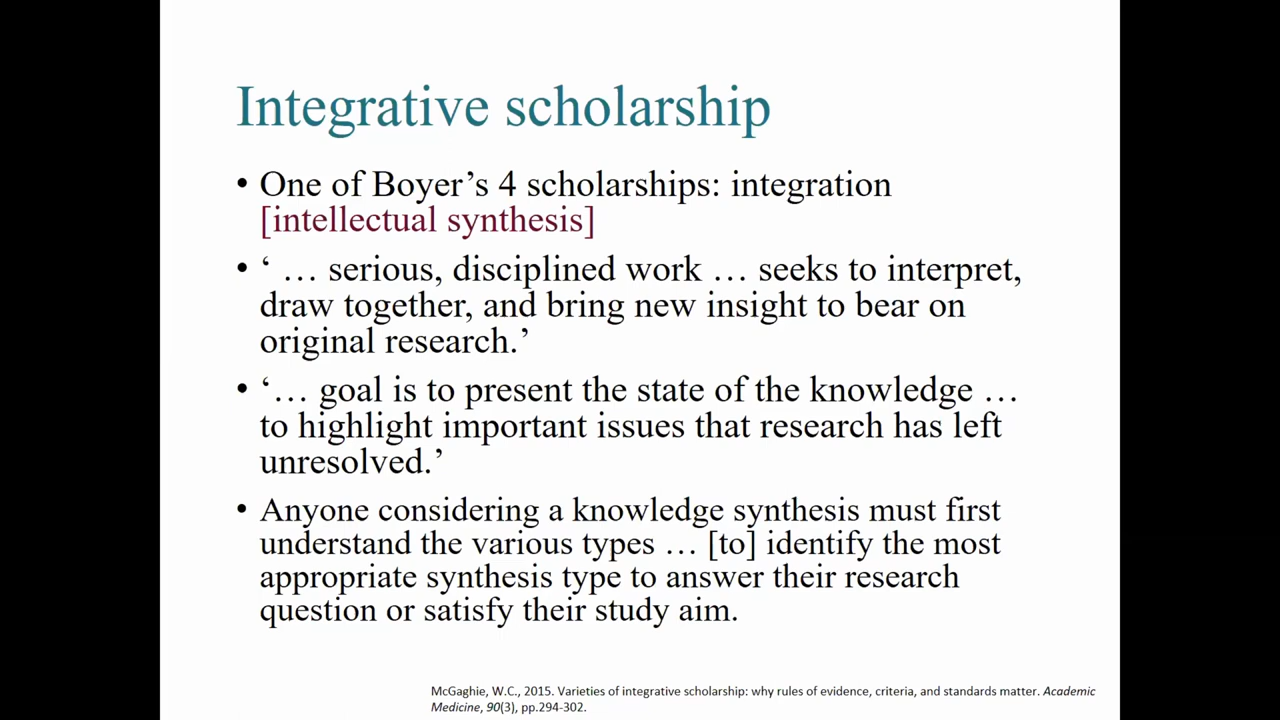 Integrative scholarship
• One of Boyer’s 4 scholarships: integration
[intellectual synthesis]
• ‘ … serious, disciplined work … seeks to interpret,
draw together, and bring new insight to bear on
original research.’
• ‘… goal is to present the state of the knowledge …
to highlight important issues that research has left
unresolved.’
• Anyone considering a knowledge synthesis must first
understand the various types … [to] identify the most
appropriate synthesis type to answer their research
question or satisfy their study aim.
McGaghie, W.C., 2015. Varieties of integrative scholarship: why rules of evidence, criteria, and standards matter. Academic
Medicine, 90(3), pp.294-302.